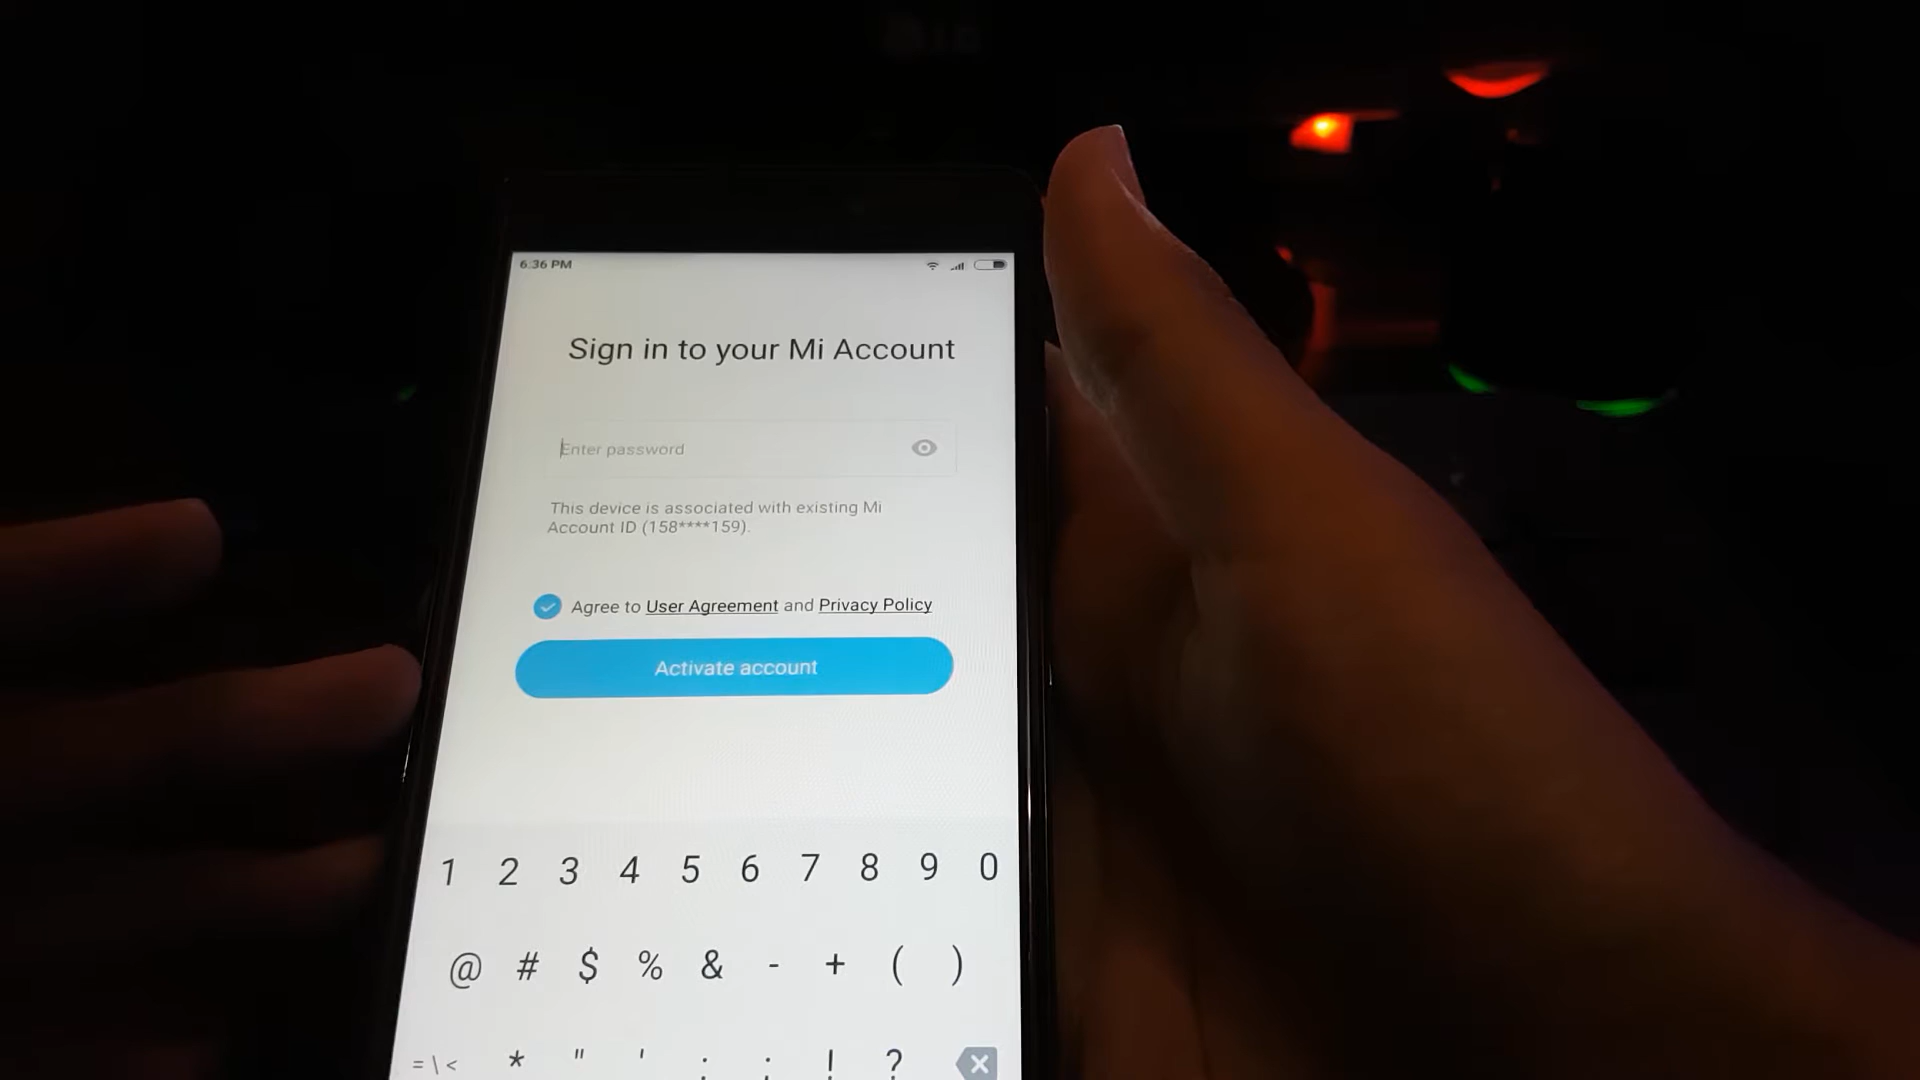 6:36 PM
Sign in to your Mi Account
Enter password
This device is associated with existing Mi
Account ID (158****159).
Agree to User Agreement and Privacy Policy
Activate account
1 2 3 4 5 6 7 8 9 0
@ # $ % & - + ( )
= \ < * " ' : ; ! ?